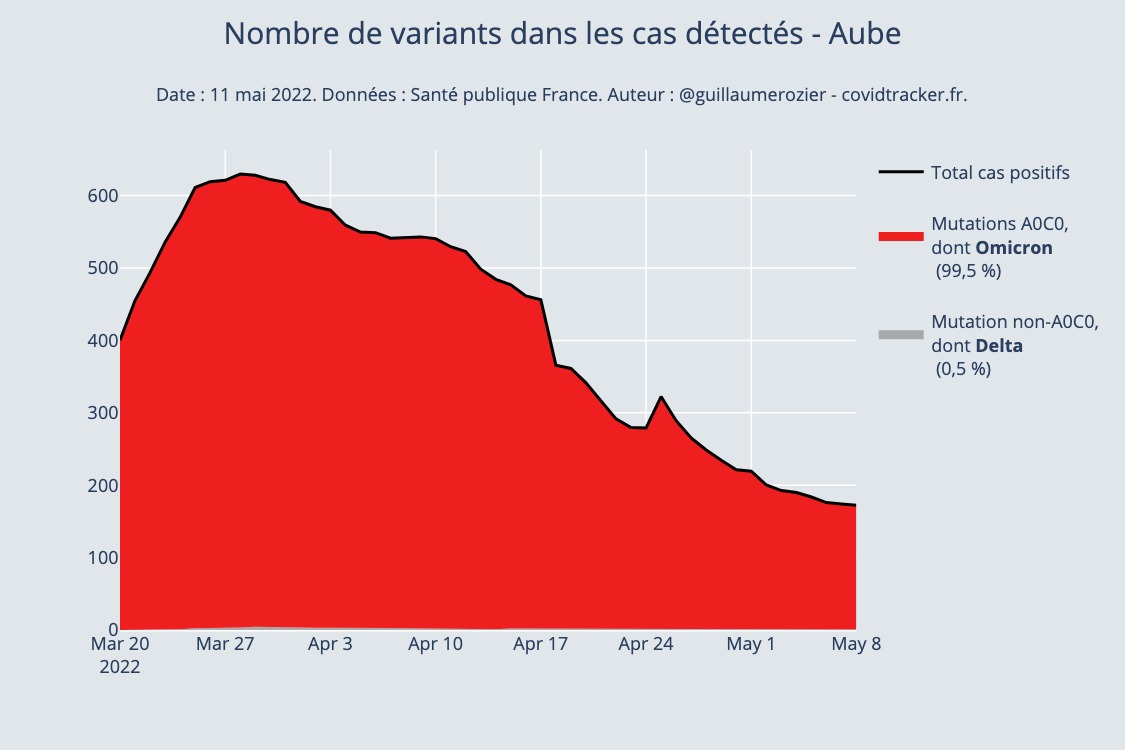 Nombre de variants dans les cas détectés - Aube
Date : 11 mai 2022. Données : Santé publique France. Auteur : @guillaumerozier - covidtracker.fr.
Total cas positifs
Mutations A0C0,
dont Omicron
(99,5 %)
Mutation non-A0C0,
dont Delta
(0,5 %)
600
500
400
300
200
100
0
Mar 20
2022
Mar 27
Apr 3
Apr 10
Apr 17
Apr 24
May 1
May 8